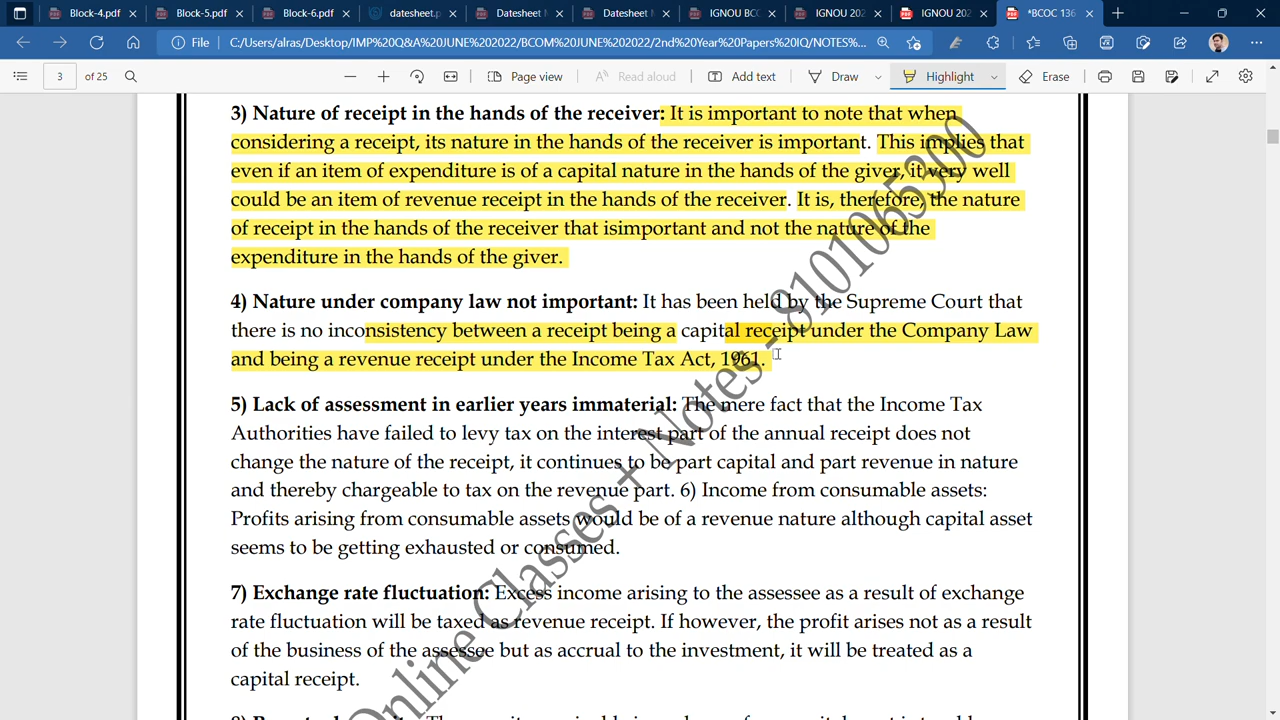 Block-4.pdf
Block-5.pdf
Block-6.pdf
datesheet.p
Datesheet
Datesheet
IGNOU BCC
IGNOU 202
IGNOU 202
*BCOC 136
File
C:/Users/alras/Desktop/IMP%20Q&A%20JUNE%202022/BCOM%20JUNE%202022/2nd%20Year%20Papers%20IQ/NOTES%...
3 of 25
Page view
Read aloud
Add text
Draw
Highlight
Erase
3) Nature of receipt in the hands of the receiver: It is important to note that when
considering a receipt, its nature in the hands of the receiver is important. This implies that
even if an item of expenditure is of a capital nature in the hands of the giver, it very well
could be an item of revenue receipt in the hands of the receiver. It is, therefore, the nature
of receipt in the hands of the receiver that isimportant and not the nature of the
expenditure in the hands of the giver.
4) Nature under company law not important: It has been held by the Supreme Court that
there is no inconsistency between a receipt being a capital receipt under the Company Law
and being a revenue receipt under the Income Tax Act, 1961.
5) Lack of assessment in earlier years immaterial: The mere fact that the Income Tax
Authorities have failed to levy tax on the interest part of the annual receipt does not
change the nature of the receipt, it continues to be part capital and part revenue in nature
and thereby chargeable to tax on the revenue part. 6) Income from consumable assets:
Profits arising from consumable assets would be of a revenue nature although capital asset
seems to be getting exhausted or consumed.
7) Exchange rate fluctuation: Excess income arising to the assessee as a result of exchange
rate fluctuation will be taxed as revenue receipt. If however, the profit arises not as a result
of the business of the assessee but as accrual to the investment, it will be treated as a
capital receipt.
Online Classes + Notes - 8101065300